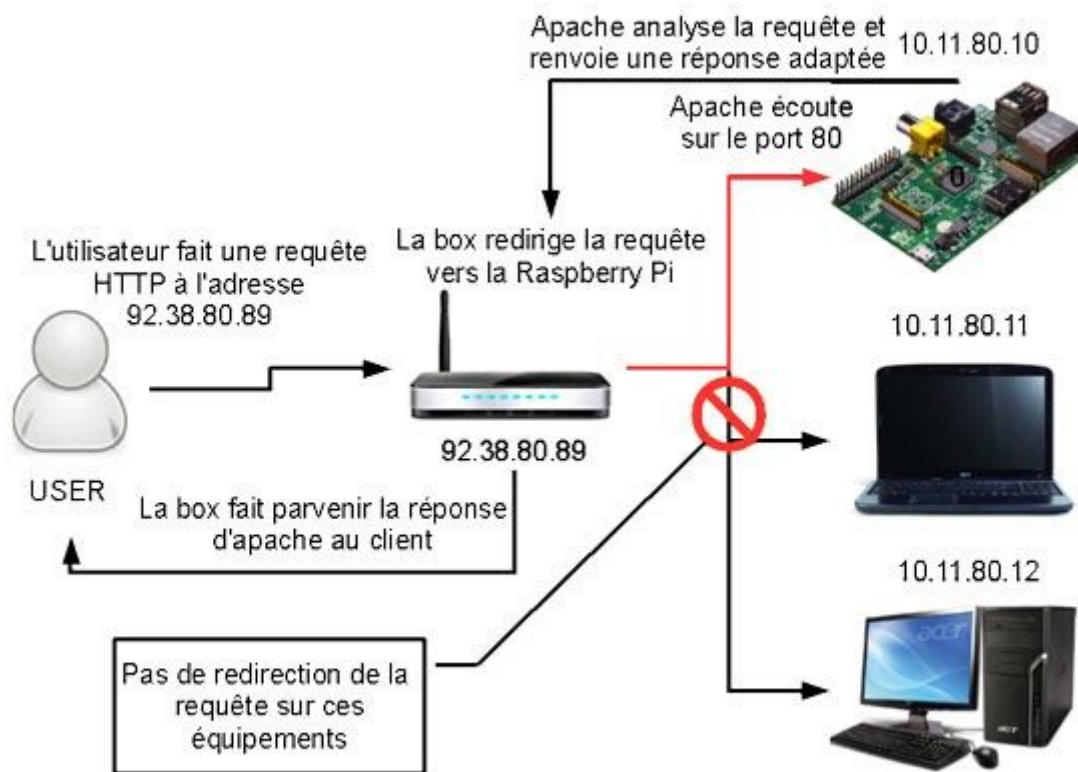 Apache analyse la requête et
renvoie une réponse adaptée
10.11.80.10
Apache écoute
sur le port 80
0
L'utilisateur fait une requête
HTTP à l'adresse
92.38.80.89
La box redirige la requête
vers la Raspberry Pi
10.11.80.11
92.38.80.89
USER
La box fait parvenir la réponse
d'apache au client
10.11.80.12
acer
Pas de redirection de la
requête sur ces
équipements